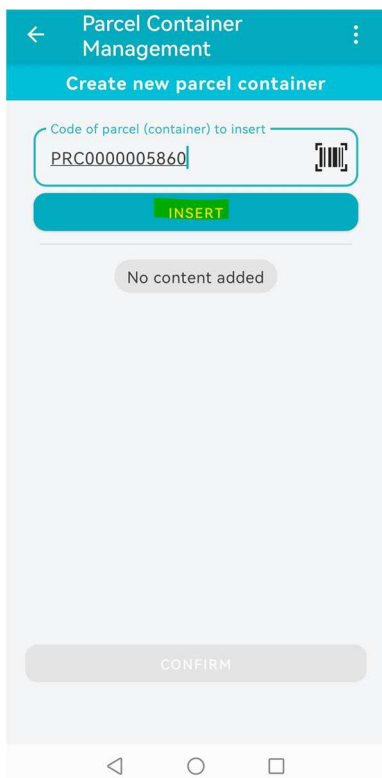 Parcel Container
Management
Create new parcel container
Code of parcel (container) to insert
PRC0000005860
INSERT
No content added
CONFIRM